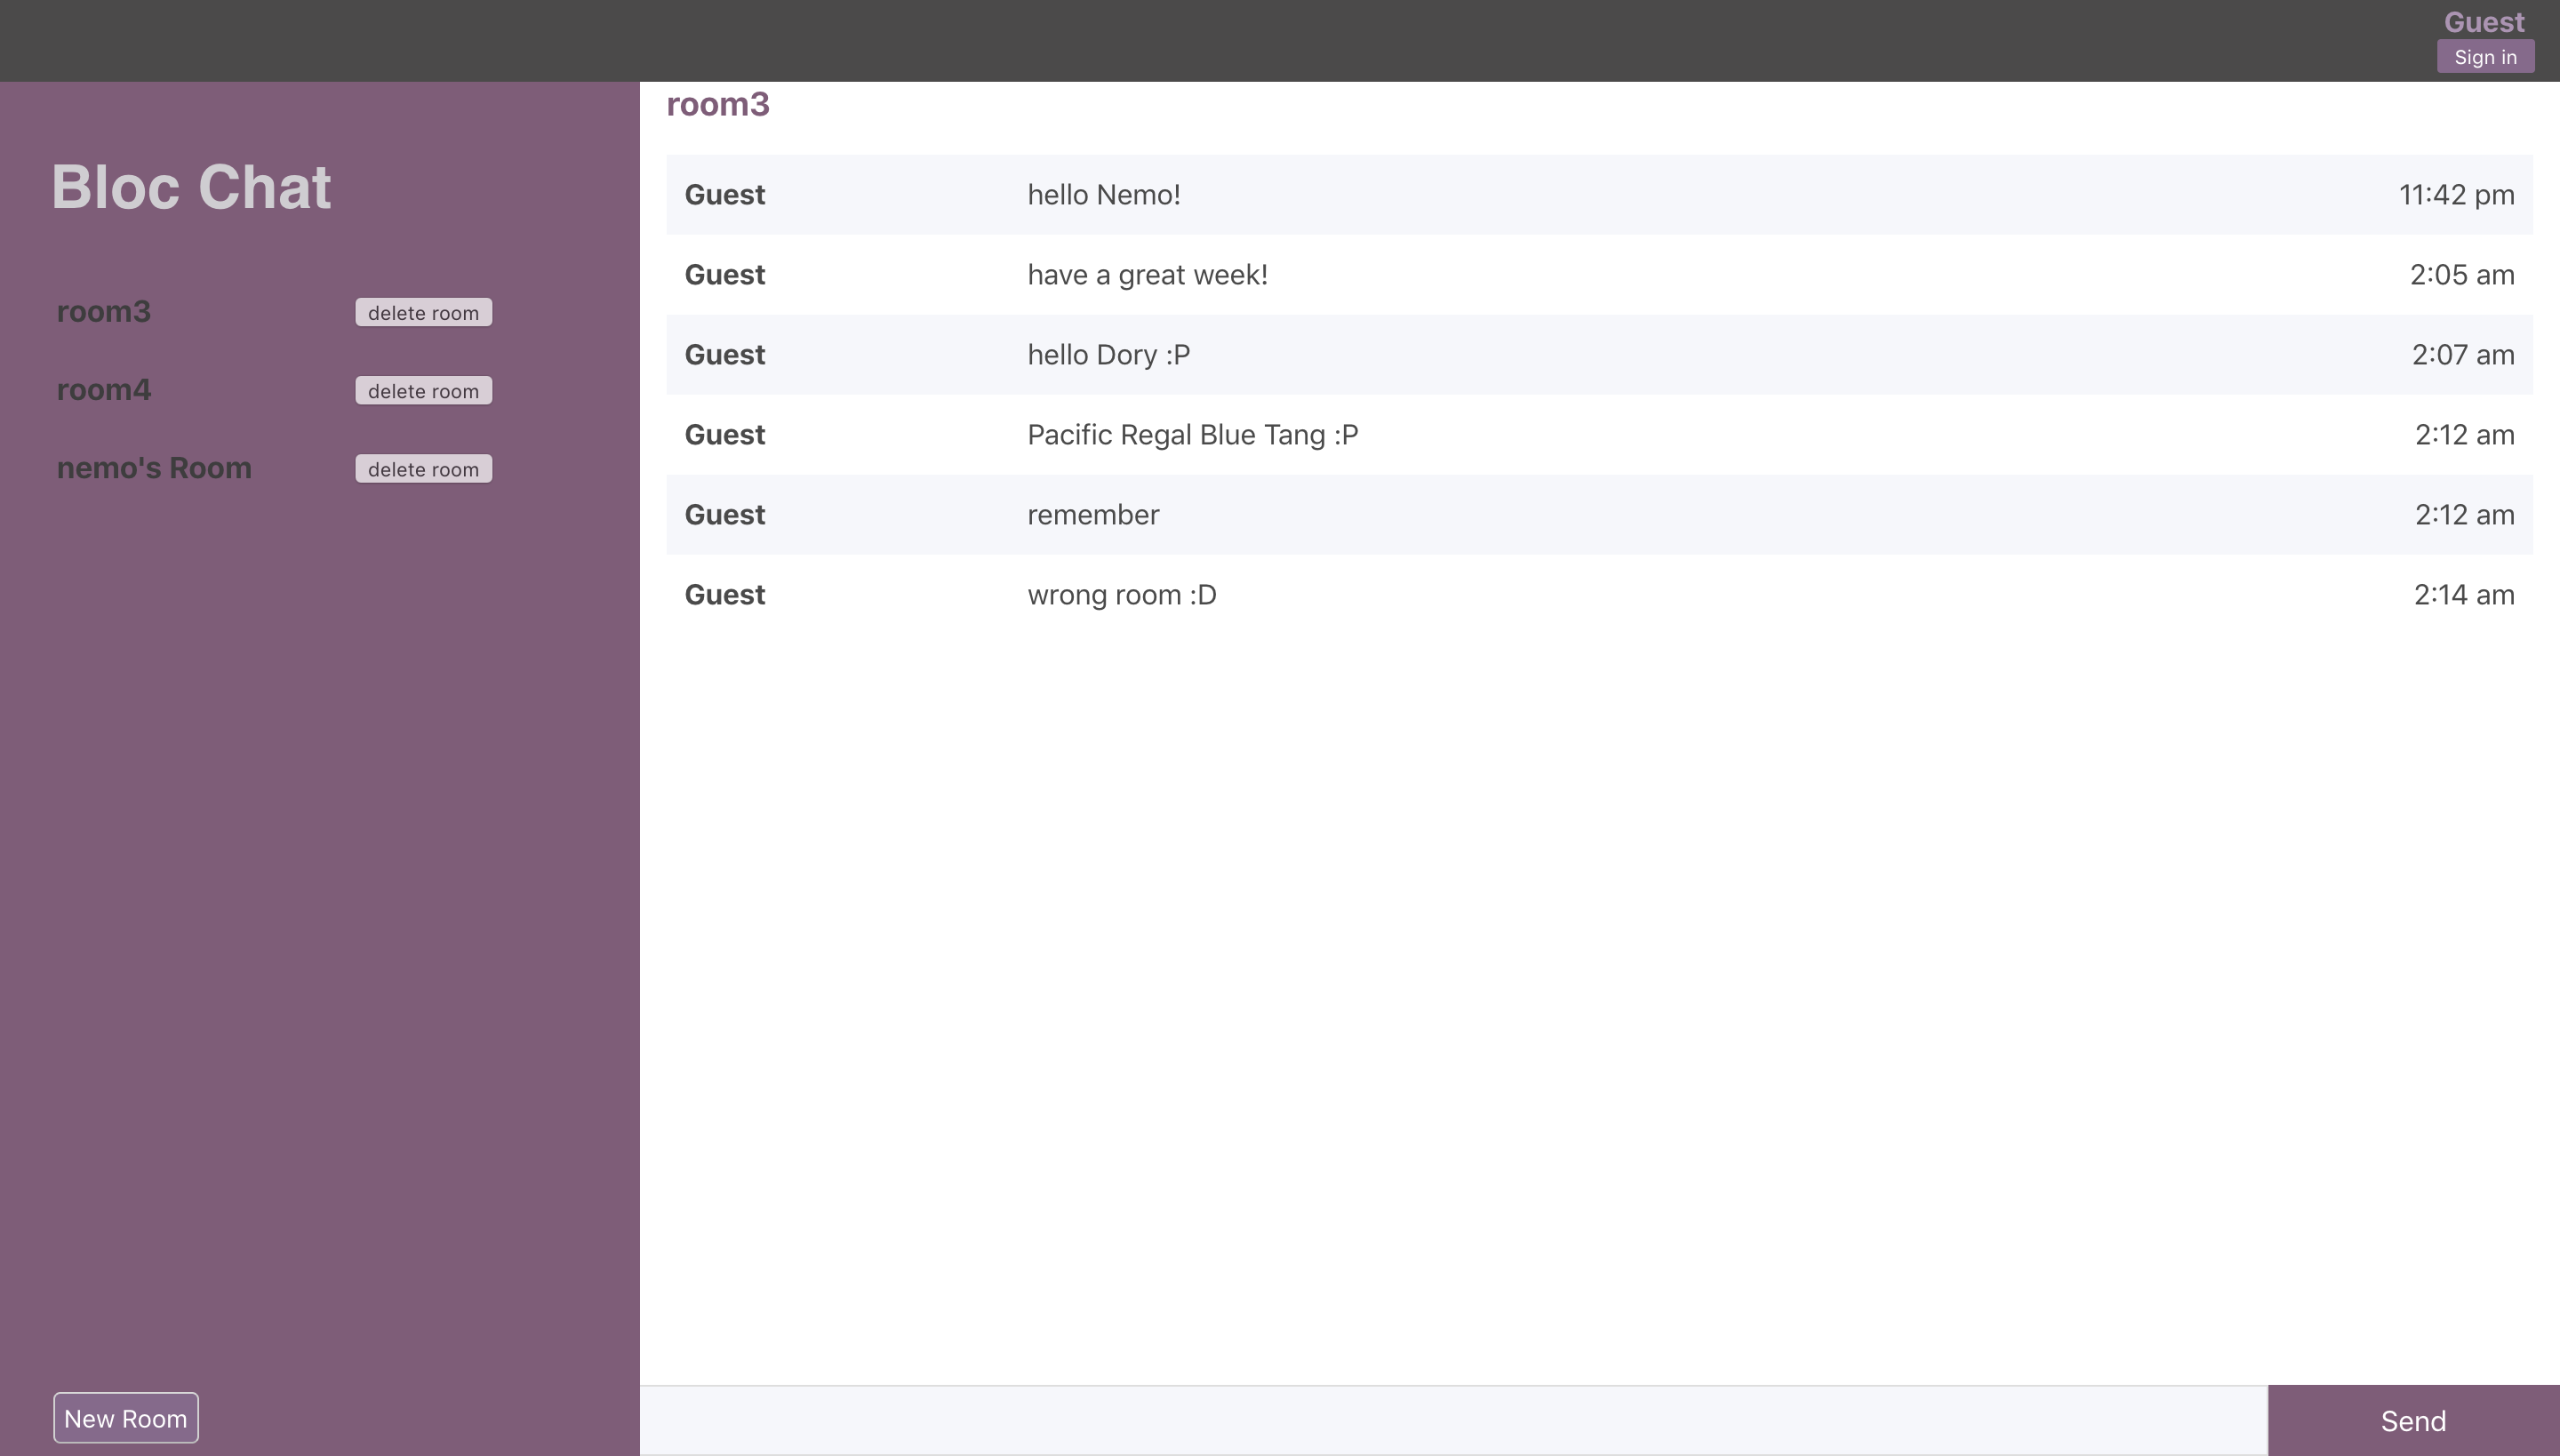 Guest
Sign in
Bloc Chat
room3 delete room
room4 delete room
nemo's Room delete room
New Room
room3
Guest hello Nemo! 11:42 pm
Guest have a great week! 2:05 am
Guest hello Dory :P 2:07 am
Guest Pacific Regal Blue Tang :P 2:12 am
Guest remember 2:12 am
Guest wrong room :D 2:14 am
Send